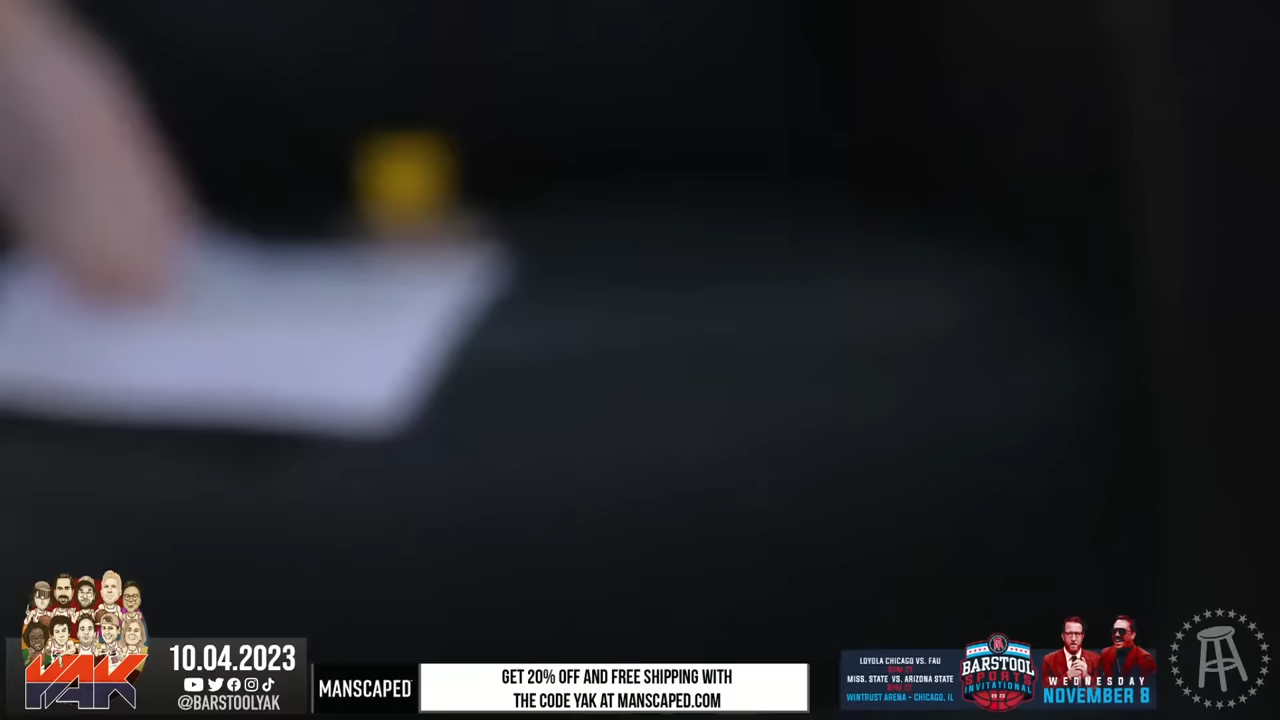 YAK
10.04.2023
@BARSTOOLYAK
MANSCAPED
GET 20% OFF AND FREE SHIPPING WITH
THE CODE YAK AT MANSCAPED.COM
LOYOLA CHICAGO VS. FAU
MISS. STATE VS. ARIZONA STATE
WINTRUST ARENA - CHICAGO, IL
BARSTOOL
SPORTS
INVITATIONAL
2023
WEDNESDAY
NOVEMBER 8